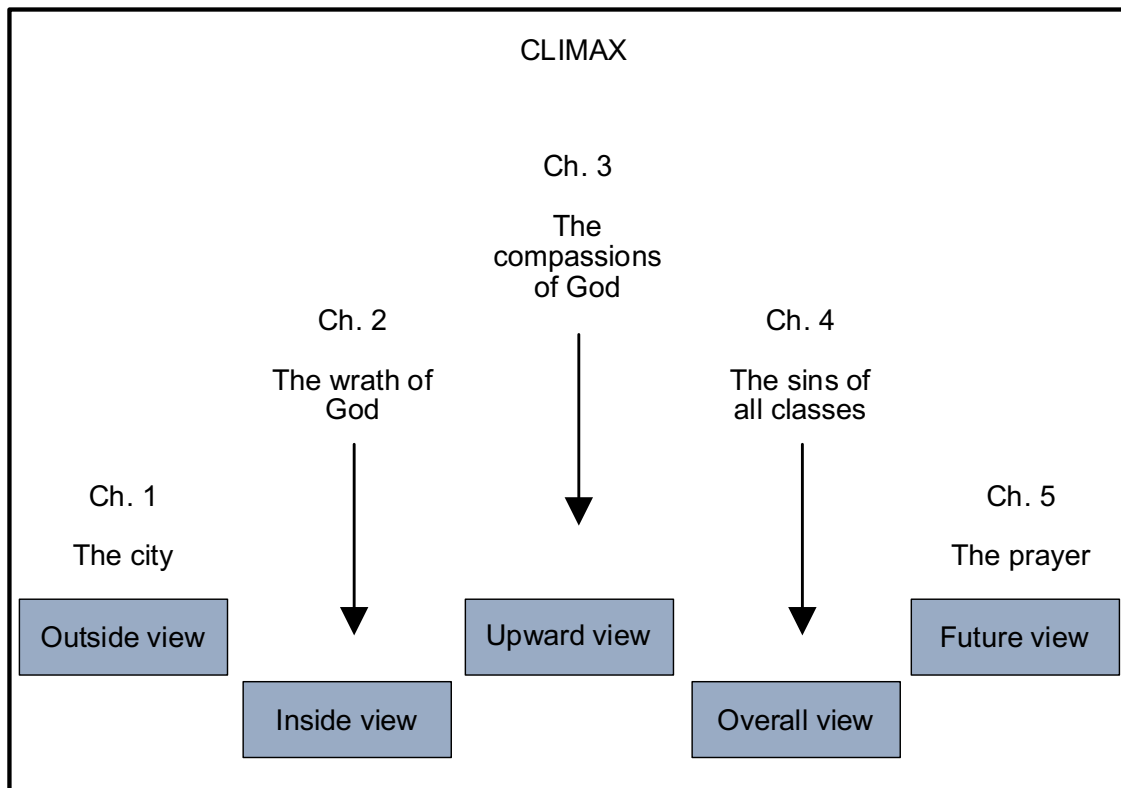 CLIMAX
Ch. 3
The
compassions
of God
Ch. 2
The wrath of
God
Ch. 4
The sins of
all classes
Ch. 1
The city
Ch. 5
The prayer
Outside view
Upward view
Future view
Inside view
Overall view